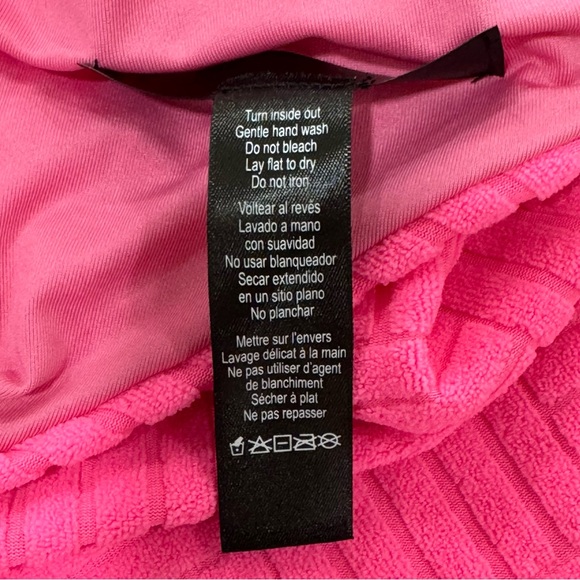 Turn inside out
Gentle hand wash
Do not bleach
Lay flat to dry
Do not iron
Voltear al revés
Lavado a mano
con suavidad
No usar blanqueador
Secar extendido
en un sitio plano
No planchar
Mettre sur l'envers
Lavage délicat à la main
Ne pas utiliser d'agent
de blanchiment
Sécher à plat
Ne pas repasser